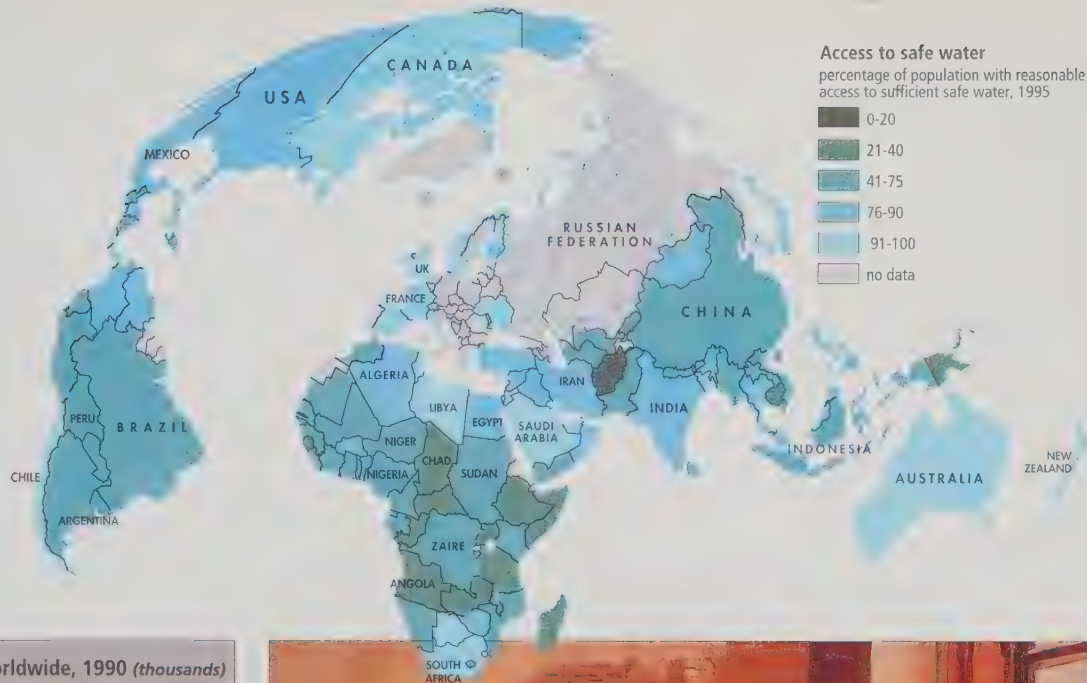 Access to safe water
percentage of population with reasonable
access to sufficient safe water, 1995
0-20
21-40
41-75
76-90
91-100
no data
CANADA
USA
MEXICO
RUSSIAN
FEDERATION
UK
FRANCE
CHINA
ALGERIA
LIBYA
EGYPT
IRAN
SAUDI
ARABIA
INDIA
PERU
BRAZIL
NIGER
CHAD
NIGERIA
SUDAN
INDONESIA
CHILE
ARGENTINA
NEW
ZEALAND
AUSTRALIA
ZAIRE
ANGOLA
SOUTH
AFRICA
worldwide, 1990 (thousands)